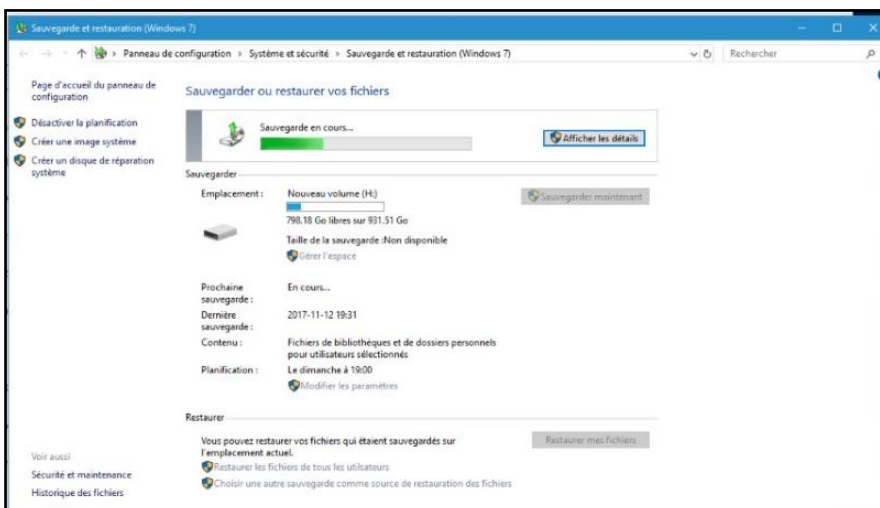 Sauvegarde et restauration (Windows 7)
Panneau de configuration > Système et sécurité > Sauvegarde et restauration (Windows 7)
Rechercher
Page d'accueil du panneau de
configuration
Désactiver la planification
Créer une image système
Créer un disque de réparation
système
Voir aussi
Sécurité et maintenance
Historique des fichiers
Sauvegarder ou restaurer vos fichiers
Sauvegarde en cours...
Afficher les détails
Sauvegarder
Emplacement :
Nouveau volume (H:)
Sauvegarder maintenant
798.18 Go libres sur 931.51 Go
Taille de la sauvegarde :Non disponible
Gérer l'espace
Prochaine
sauvegarde :
En cours...
Dernière
sauvegarde :
2017-11-12 19:31
Contenu :
Fichiers de bibliothèques et de dossiers personnels
pour utilisateurs sélectionnés
Planification :
Le dimanche à 19:00
Modifier les paramètres
Restaurer
Vous pouvez restaurer vos fichiers qui étaient sauvegardés sur
l'emplacement actuel.
Restaurer mes fichiers
Restaurer les fichiers de tous les utilisateurs
Choisir une autre sauvegarde comme source de restauration des fichiers